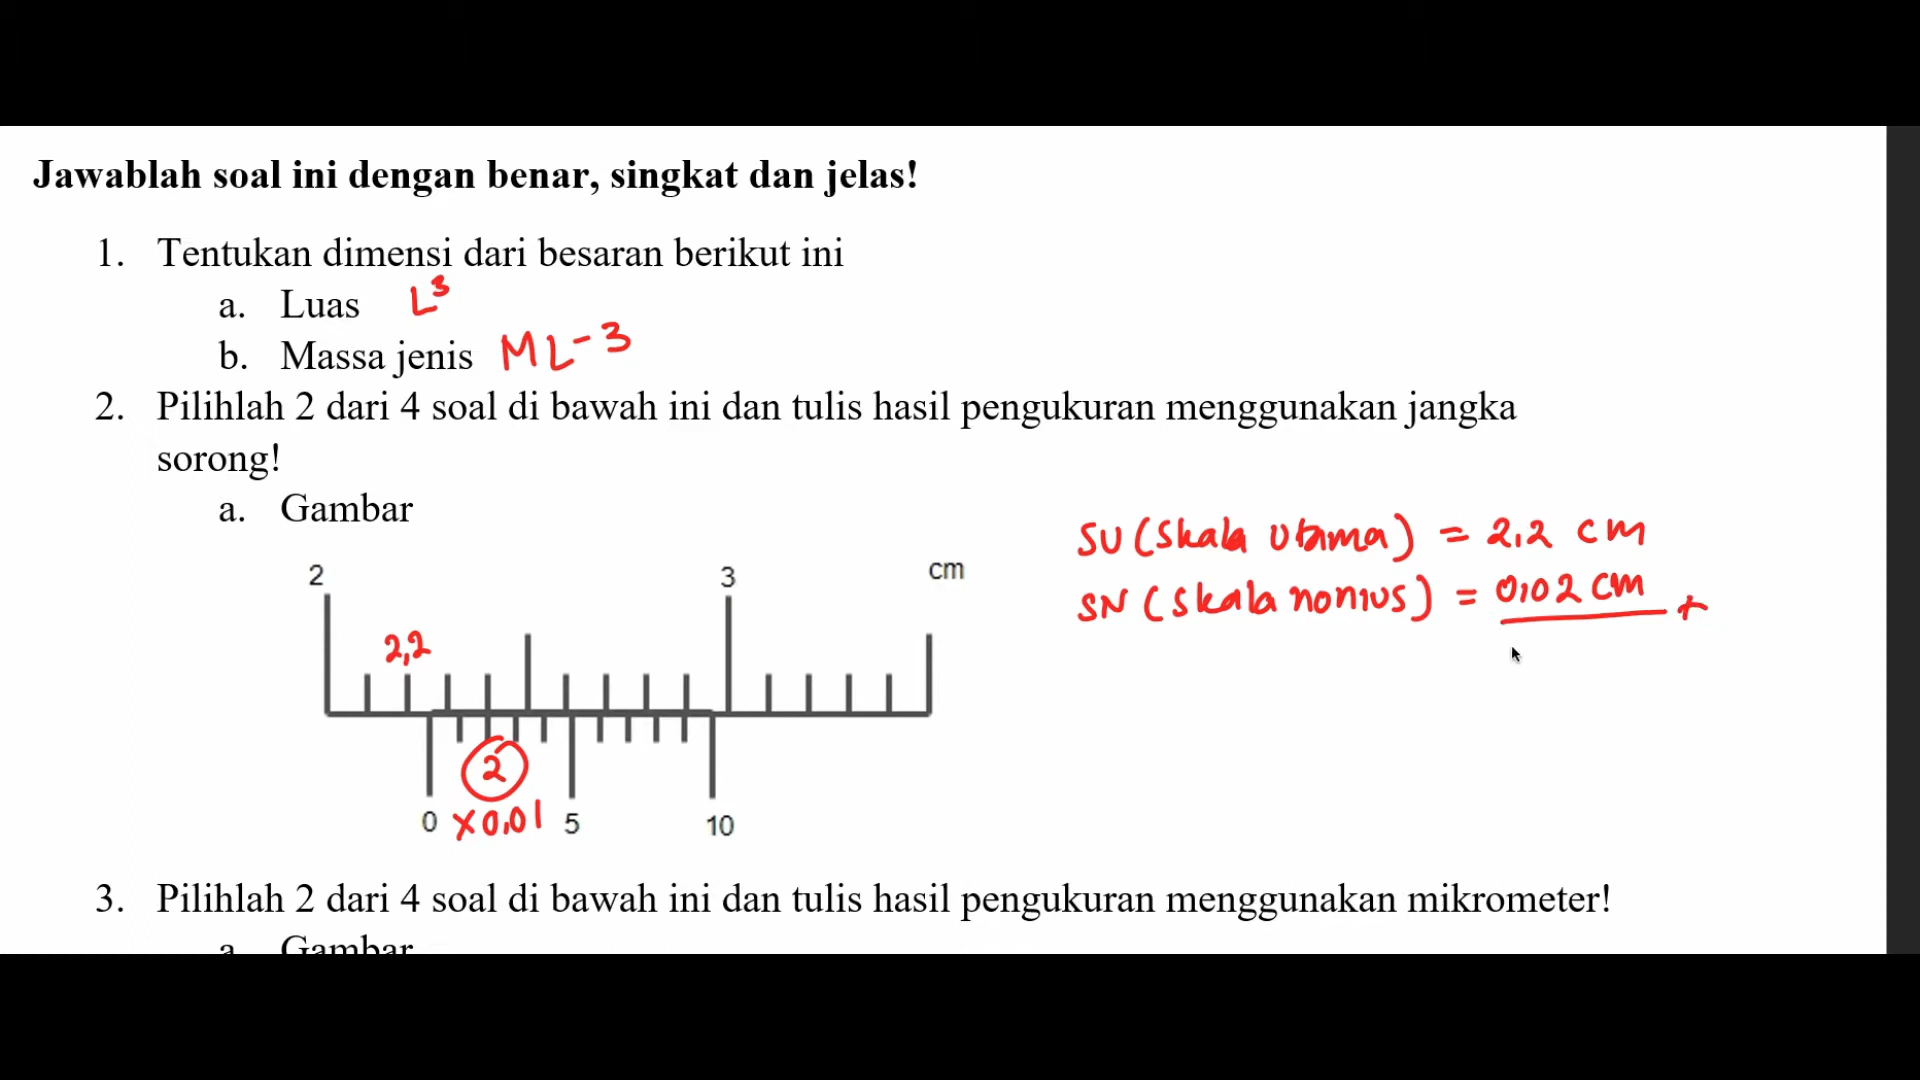 Jawablah soal ini dengan benar, singkat dan jelas!
1. Tentukan dimensi dari besaran berikut ini
a. Luas L³
b. Massa jenis ML-3
2. Pilihlah 2 dari 4 soal di bawah ini dan tulis hasil pengukuran menggunakan jangka
sorong!
a. Gambar
SU (Skala Utama) = 2,2 cm
SN (Skala nonius) = 0,02 cm +
2 3 cm
2,2
2
0 x0,01 5 10
3. Pilihlah 2 dari 4 soal di bawah ini dan tulis hasil pengukuran menggunakan mikrometer!
a. Gambar